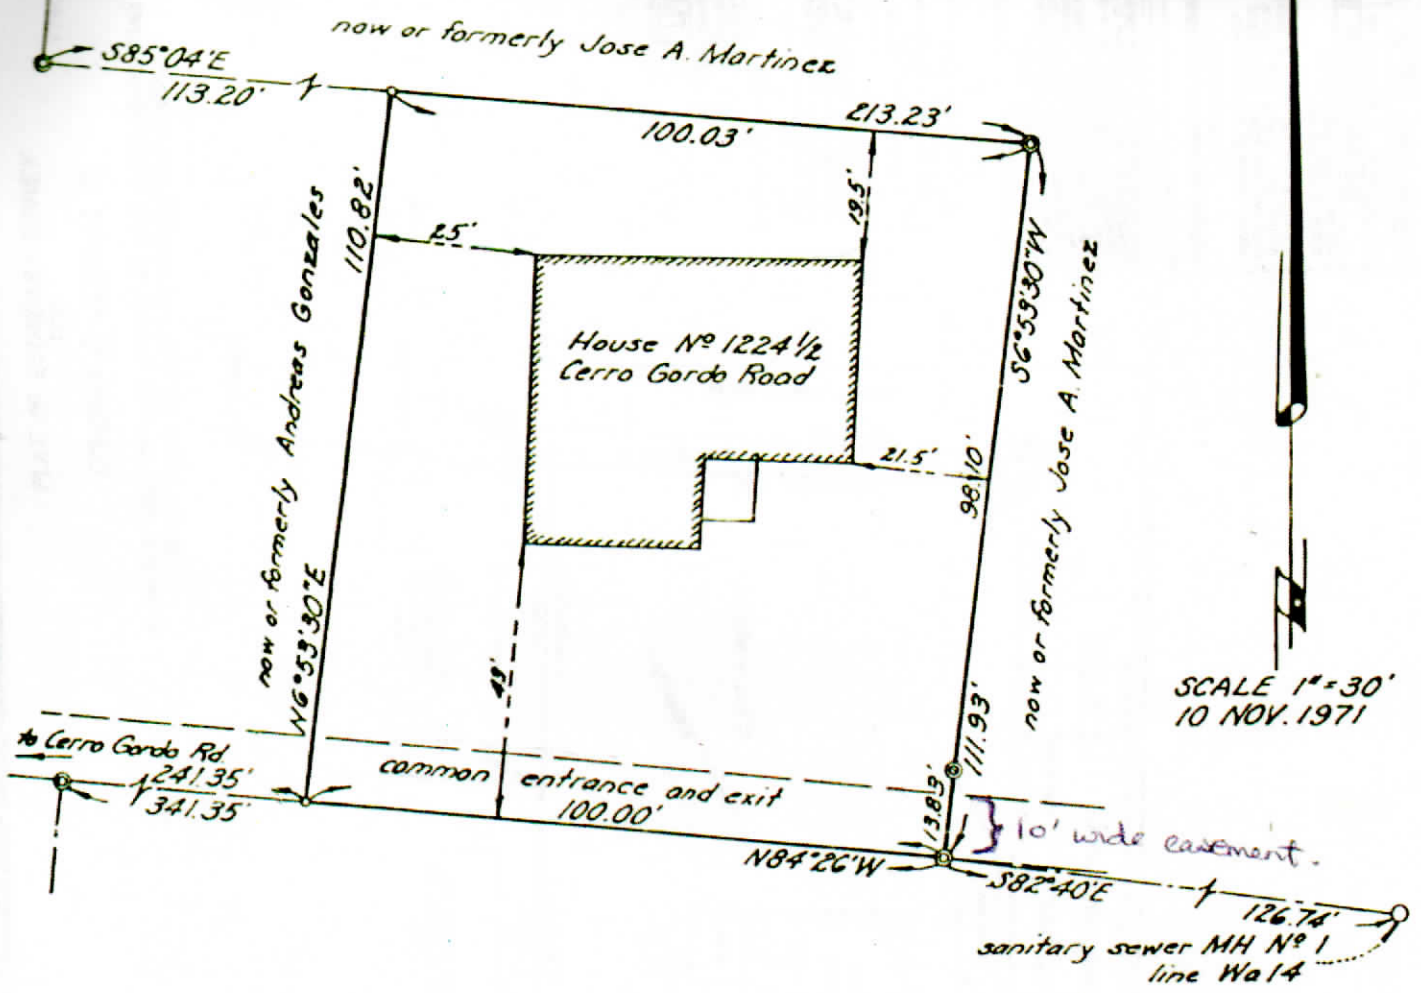 now or formerly Jose A. Martinez
S85°04'E
113.20'
213.23'
100.03'
110.82'
25'
19.5'
now or formerly Andreas Gonzales
N6°53'30"E
House Nº 1224 1/2
Cerro Gordo Road
S6°53'30"W
now or formerly Jose A. Martinez
21.5'
98.10'
43'
111.93'
13.83'
SCALE 1"=30'
10 NOV. 1971
to Cerro Gordo Rd.
241.35'
341.35'
common entrance and exit
100.00'
10' wide easement.
N84°26'W
S82°40'E
126.74'
sanitary sewer MH Nº 1
line Wa14